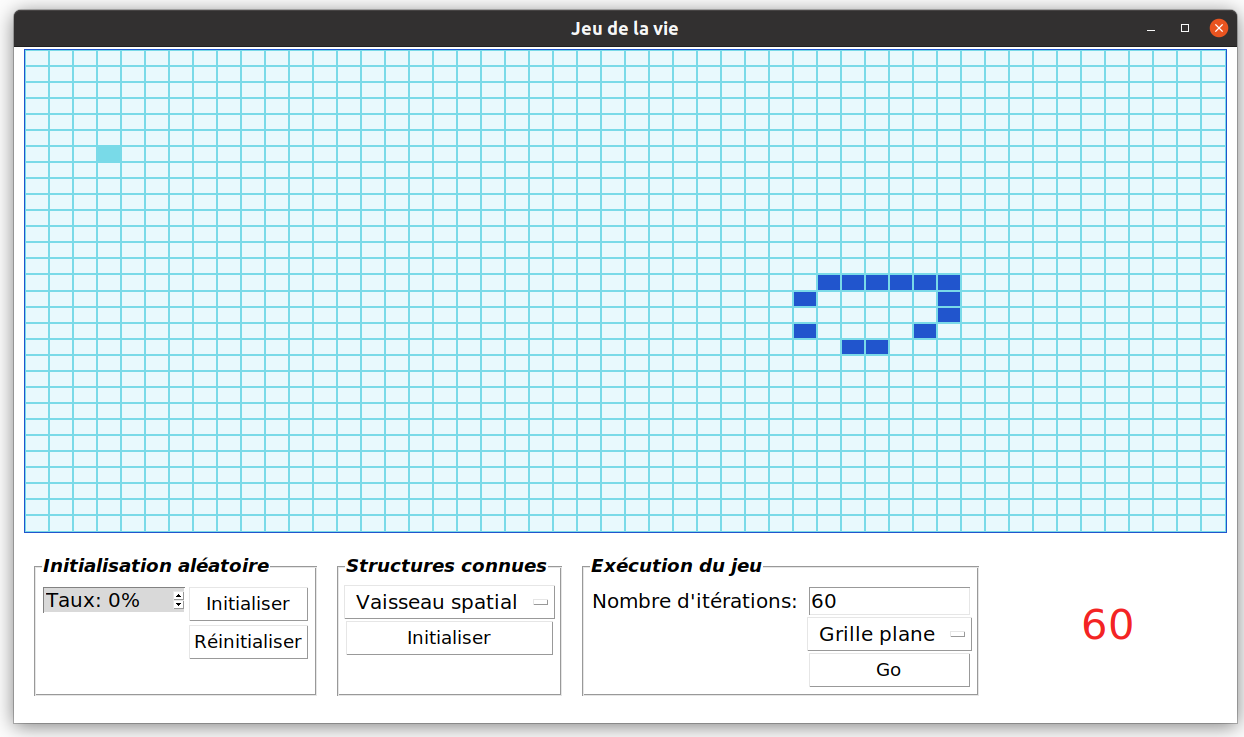 Jeu de la vie
Initialisation aléatoire
Taux: 0%
Initialiser
Réinitialiser
Structures connues
Vaisseau spatial
Initialiser
Exécution du jeu
Nombre d'itérations: 60
Grille plane
Go
60